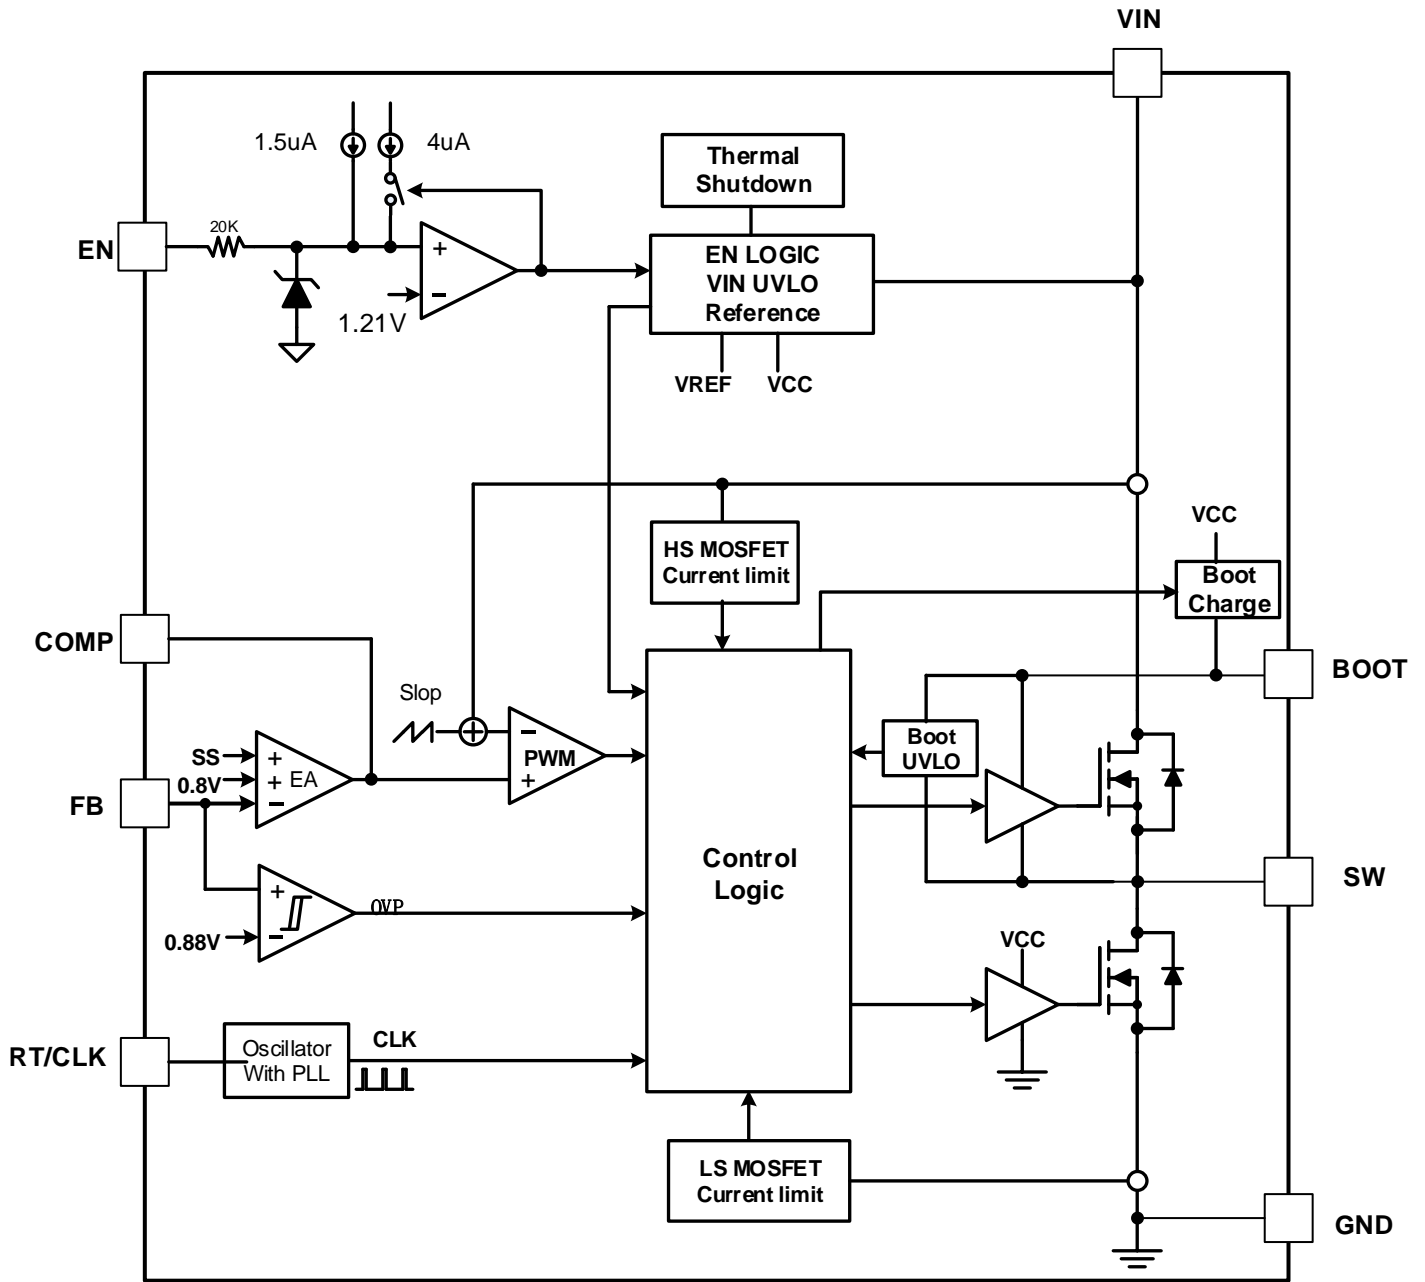 VIN
1.5uA
4uA
Thermal
Shutdown
20K
EN
+
EN LOGIC
VIN UVLO
Reference
−
1.21V
VREF
VCC
VCC
HS MOSFET
Current limit
Boot
Charge
COMP
BOOT
Slop
−
PWM
+
Boot
UVLO
SS
+
0.8V
+
EA
−
FB
Control
Logic
SW
+
OVP
0.88V
−
VCC
RT/CLK
Oscillator
With PLL
CLK
LS MOSFET
Current limit
GND